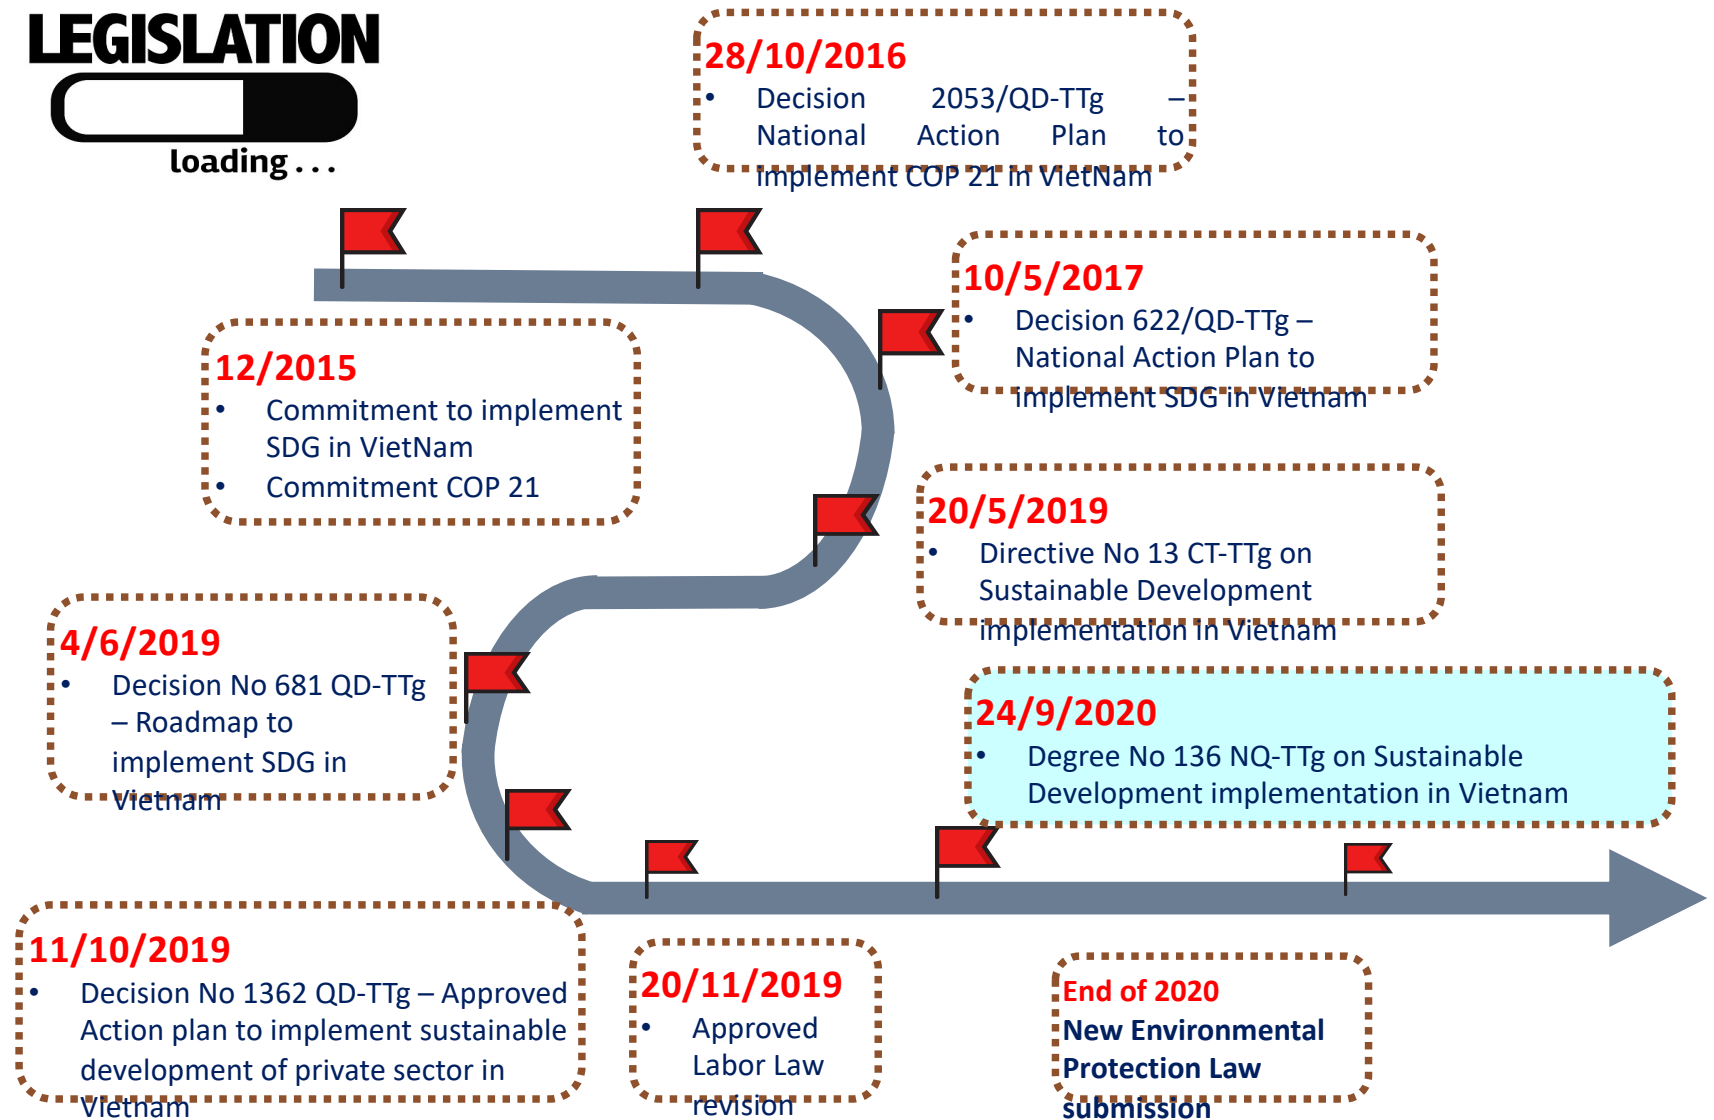 LEGISLATION
loading...
28/10/2016
• Decision 2053/QD-TTg –
National Action Plan to
implement COP 21 in VietNam
12/2015
• Commitment to implement
SDG in VietNam
• Commitment COP 21
10/5/2017
• Decision 622/QD-TTg –
National Action Plan to
implement SDG in Vietnam
20/5/2019
• Directive No 13 CT-TTg on
Sustainable Development
implementation in Vietnam
4/6/2019
• Decision No 681 QD-TTg
– Roadmap to
implement SDG in
Vietnam
24/9/2020
• Degree No 136 NQ-TTg on Sustainable
Development implementation in Vietnam
11/10/2019
• Decision No 1362 QD-TTg – Approved
Action plan to implement sustainable
development of private sector in
Vietnam
20/11/2019
• Approved
Labor Law
revision
End of 2020
New Environmental
Protection Law
submission